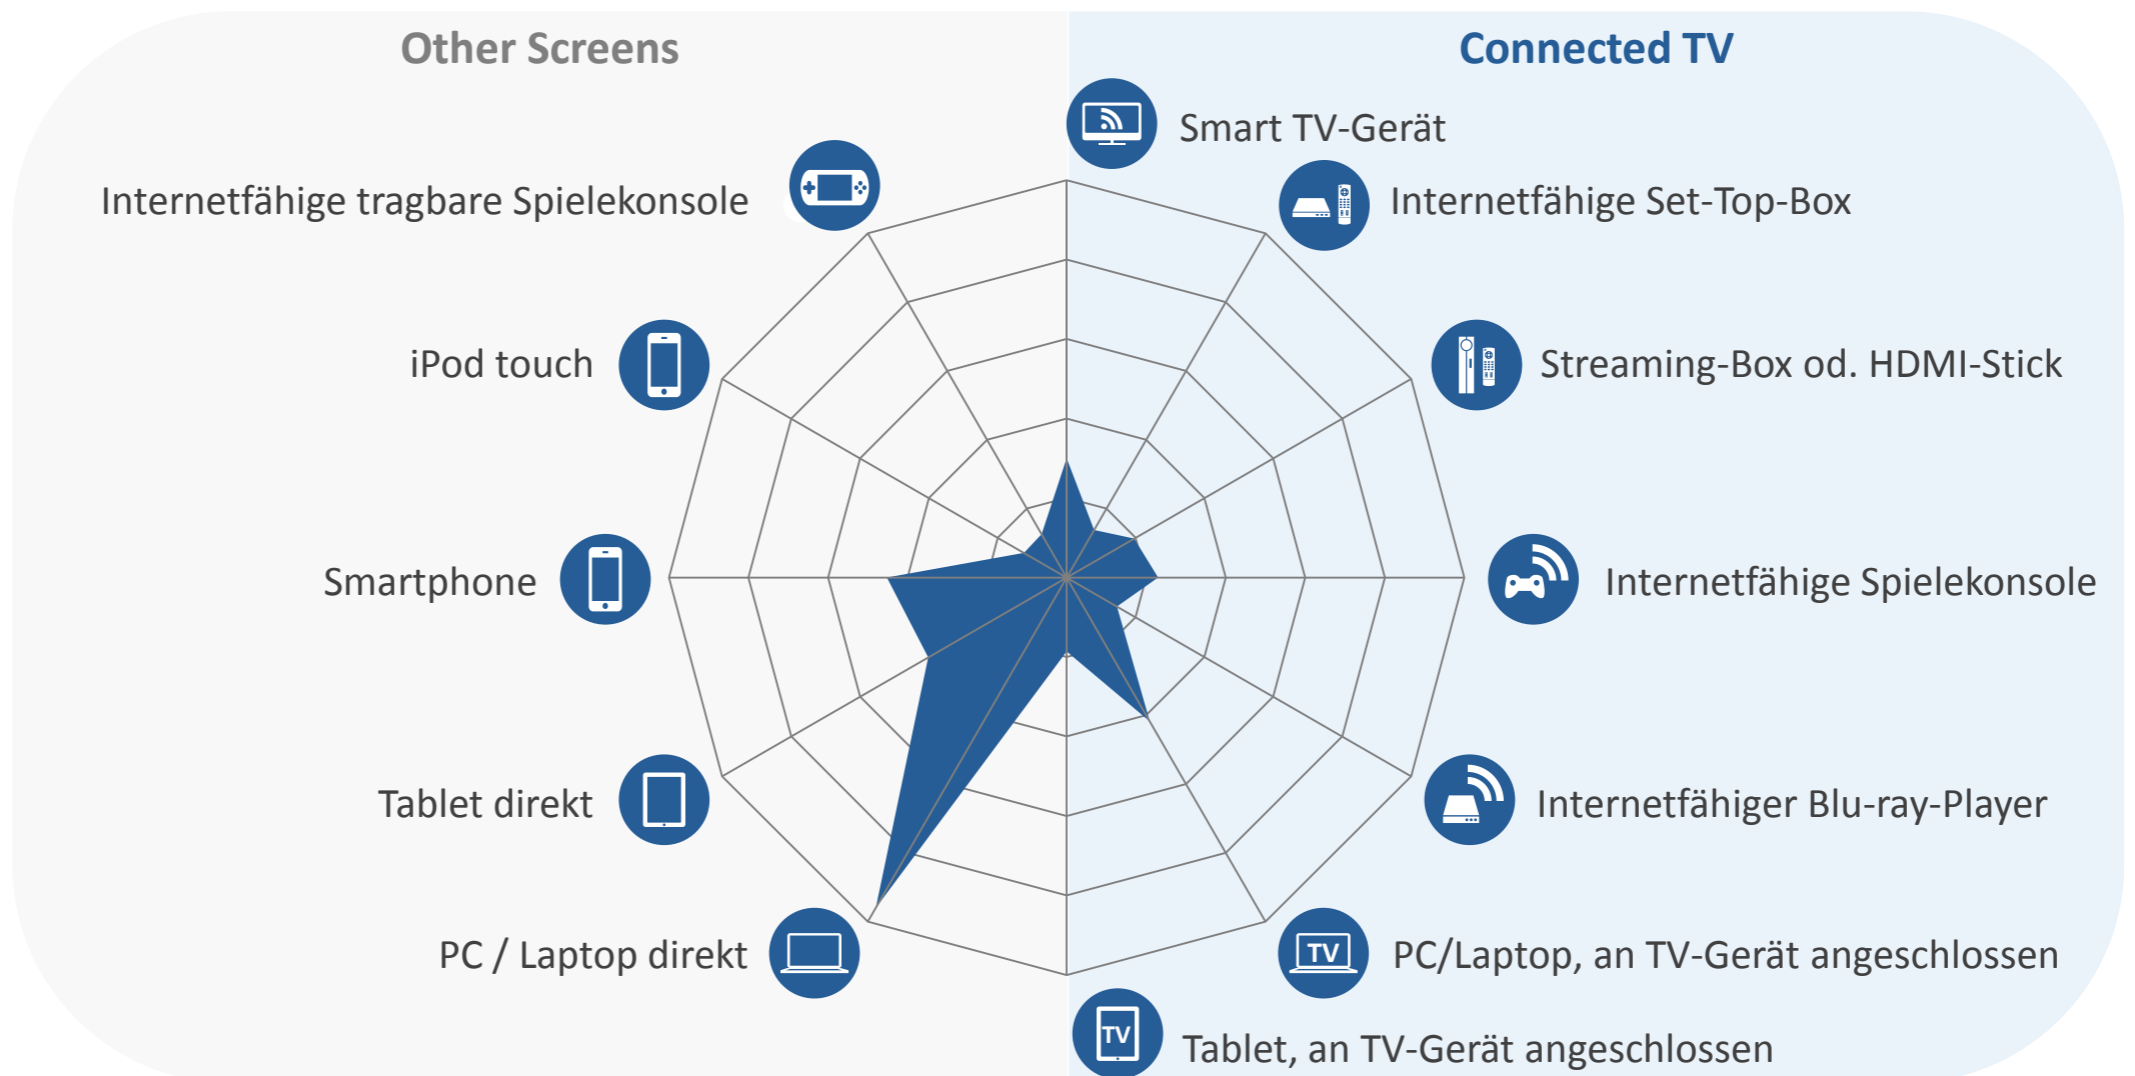 Other Screens
Connected TV
Smart TV-Gerät
Internetfähige Set-Top-Box
Streaming-Box od. HDMI-Stick
Internetfähige Spielekonsole
Internetfähiger Blu-ray-Player
TV
PC/Laptop, an TV-Gerät angeschlossen
TV
Tablet, an TV-Gerät angeschlossen
PC / Laptop direkt
Tablet direkt
Smartphone
iPod touch
Internetfähige tragbare Spielekonsole